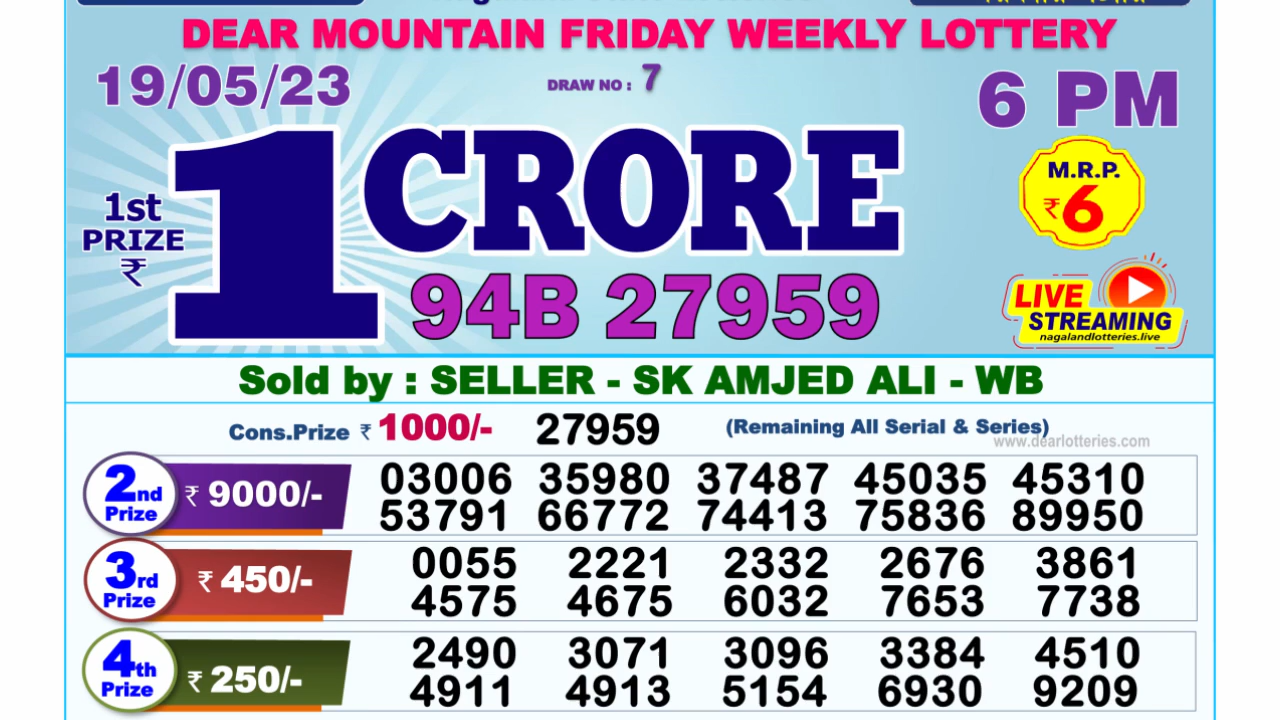 DEAR MOUNTAIN FRIDAY WEEKLY LOTTERY
19/05/23
DRAW NO : 7
6 PM
1st
PRIZE
₹
1 CRORE
94B 27959
M.R.P.
₹6
LIVE
STREAMING
nagalandlotteries.live
Sold by : SELLER - SK AMJED ALI - WB
Cons.Prize ₹ 1000/- 27959 (Remaining All Serial & Series)
www.dearlotteries.com
2nd Prize ₹ 9000/-
03006 35980 37487 45035 45310
53791 66772 74413 75836 89950
3rd Prize ₹ 450/-
0055 2221 2332 2676 3861
4575 4675 6032 7653 7738
4th Prize ₹ 250/-
2490 3071 3096 3384 4510
4911 4913 5154 6930 9209